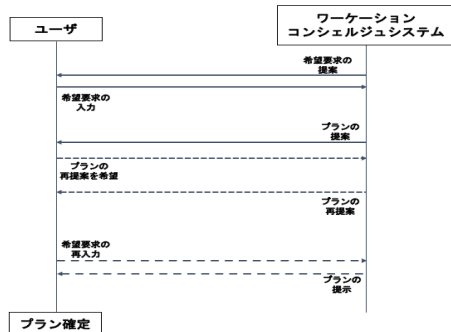 ユーザ
ワーケーション
コンシェルジュシステム
希望要求の
提案
希望要求の
入力
プランの
提案
プランの
再提案を希望
プランの
再提案
希望要求の
再入力
プランの
提示
プラン確定